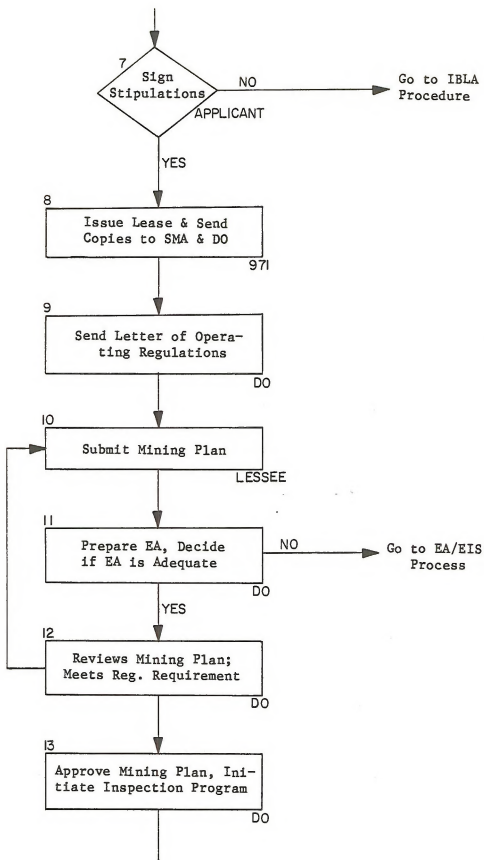 7
Sign
Stipulations
NO
Go to IBLA
Procedure
APPLICANT
YES
8
Issue Lease & Send
Copies to SMA & DO
971
9
Send Letter of Opera-
ting Regulations
DO
10
Submit Mining Plan
LESSEE
11
Prepare EA, Decide
if EA is Adequate
NO
Go to EA/EIS
Process
DO
YES
12
Reviews Mining Plan;
Meets Reg. Requirement
DO
13
Approve Mining Plan, Ini-
tiate Inspection Program
DO